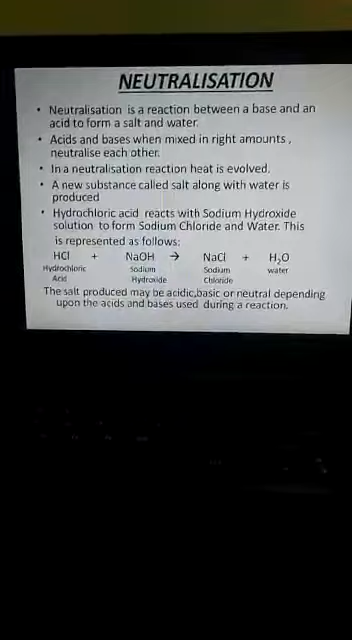 NEUTRALISATION
• Neutralisation is a reaction between a base and an
acid to form a salt and water.
• Acids and bases when mixed in right amounts ,
neutralise each other.
• In a neutralisation reaction heat is evolved.
• A new substance called salt along with water is
produced
• Hydrochloric acid reacts with Sodium Hydroxide
solution to form Sodium Chloride and Water. This
is represented as follows:
HCl + NaOH → NaCl + H₂O
Hydrochloric Sodium Sodium water
Acid Hydroxide Chloride
The salt produced may be acidic,basic or neutral depending
upon the acids and bases used during a reaction.